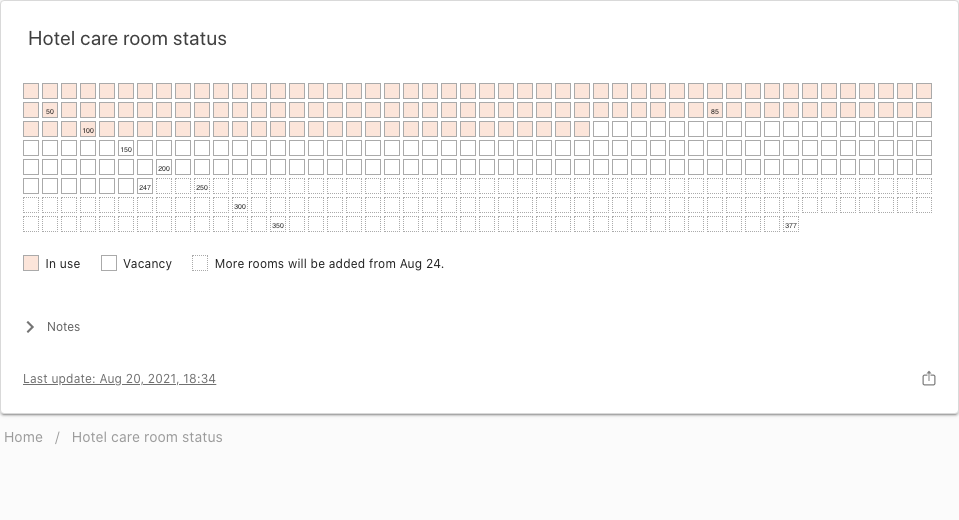 Hotel care room status
50 85
100
150
200
247 250
300
350 377
In use Vacancy More rooms will be added from Aug 24.
Notes
Last update: Aug 20, 2021, 18:34
Home / Hotel care room status